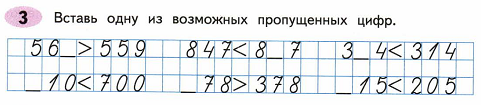 3 Вставь одну из возможных пропущенных цифр.
56_>559 847<8_7 3_4<314
_10<700 _78>378 _15<205